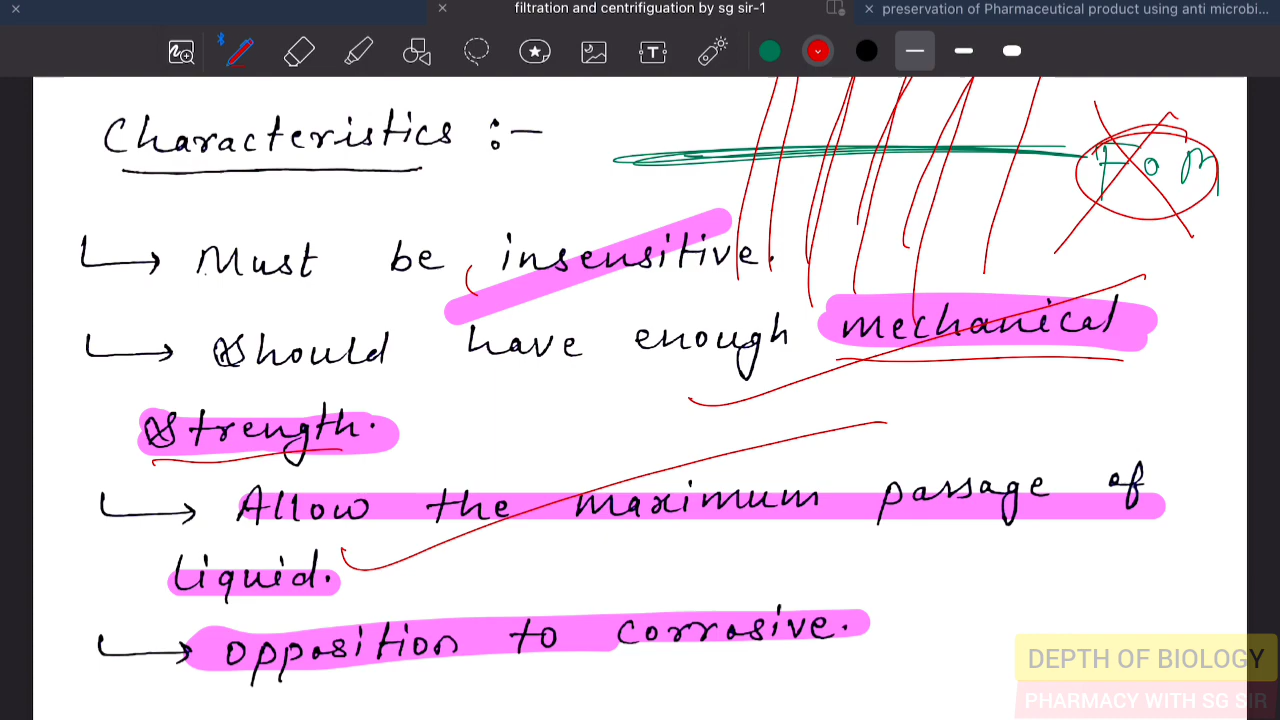 filtration and centrifiguation by sg sir-1
preservation of Pharmaceutical product using anti microbi...
Characteristics :-
Must be insensitive.
Should have enough mechanical
Strength.
Allow the maximum passage of
liquid.
opposition to corrosive.
DEPTH OF BIOLOGY
PHARMACY WITH SG SIR